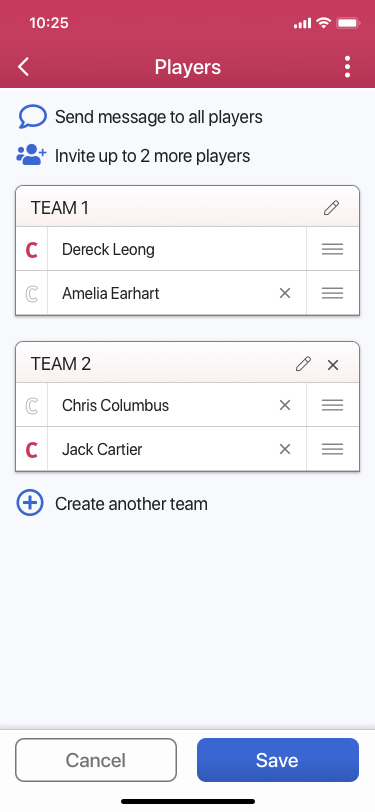 10:25
Players
Send message to all players
Invite up to 2 more players
TEAM 1
C Dereck Leong
C Amelia Earhart
TEAM 2
C Chris Columbus
C Jack Cartier
Create another team
Cancel
Save